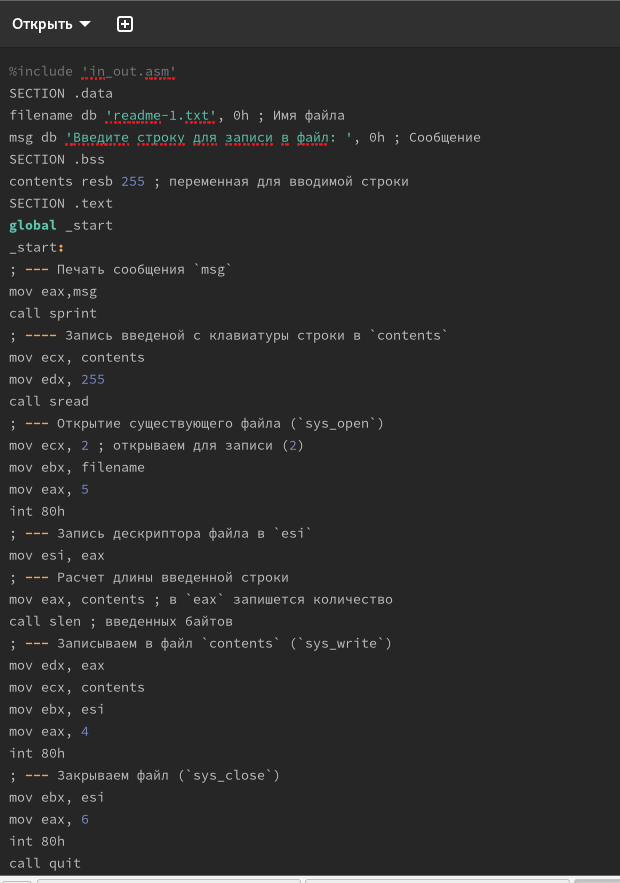 Открыть
%include 'in_out.asm'
SECTION .data
filename db 'readme-1.txt', 0h ; Имя файла
msg db 'Введите строку для записи в файл: ', 0h ; Сообщение
SECTION .bss
contents resb 255 ; переменная для вводимой строки
SECTION .text
global _start
_start:
; --- Печать сообщения `msg`
mov eax,msg
call sprint
; ---- Запись введеной с клавиатуры строки в `contents`
mov ecx, contents
mov edx, 255
call sread
; --- Открытие существующего файла (`sys_open`)
mov ecx, 2 ; открываем для записи (2)
mov ebx, filename
mov eax, 5
int 80h
; --- Запись дескриптора файла в `esi`
mov esi, eax
; --- Расчет длины введенной строки
mov eax, contents ; в `eax` запишется количество
call slen ; введенных байтов
; --- Записываем в файл `contents` (`sys_write`)
mov edx, eax
mov ecx, contents
mov ebx, esi
mov eax, 4
int 80h
; --- Закрываем файл (`sys_close`)
mov ebx, esi
mov eax, 6
int 80h
call quit